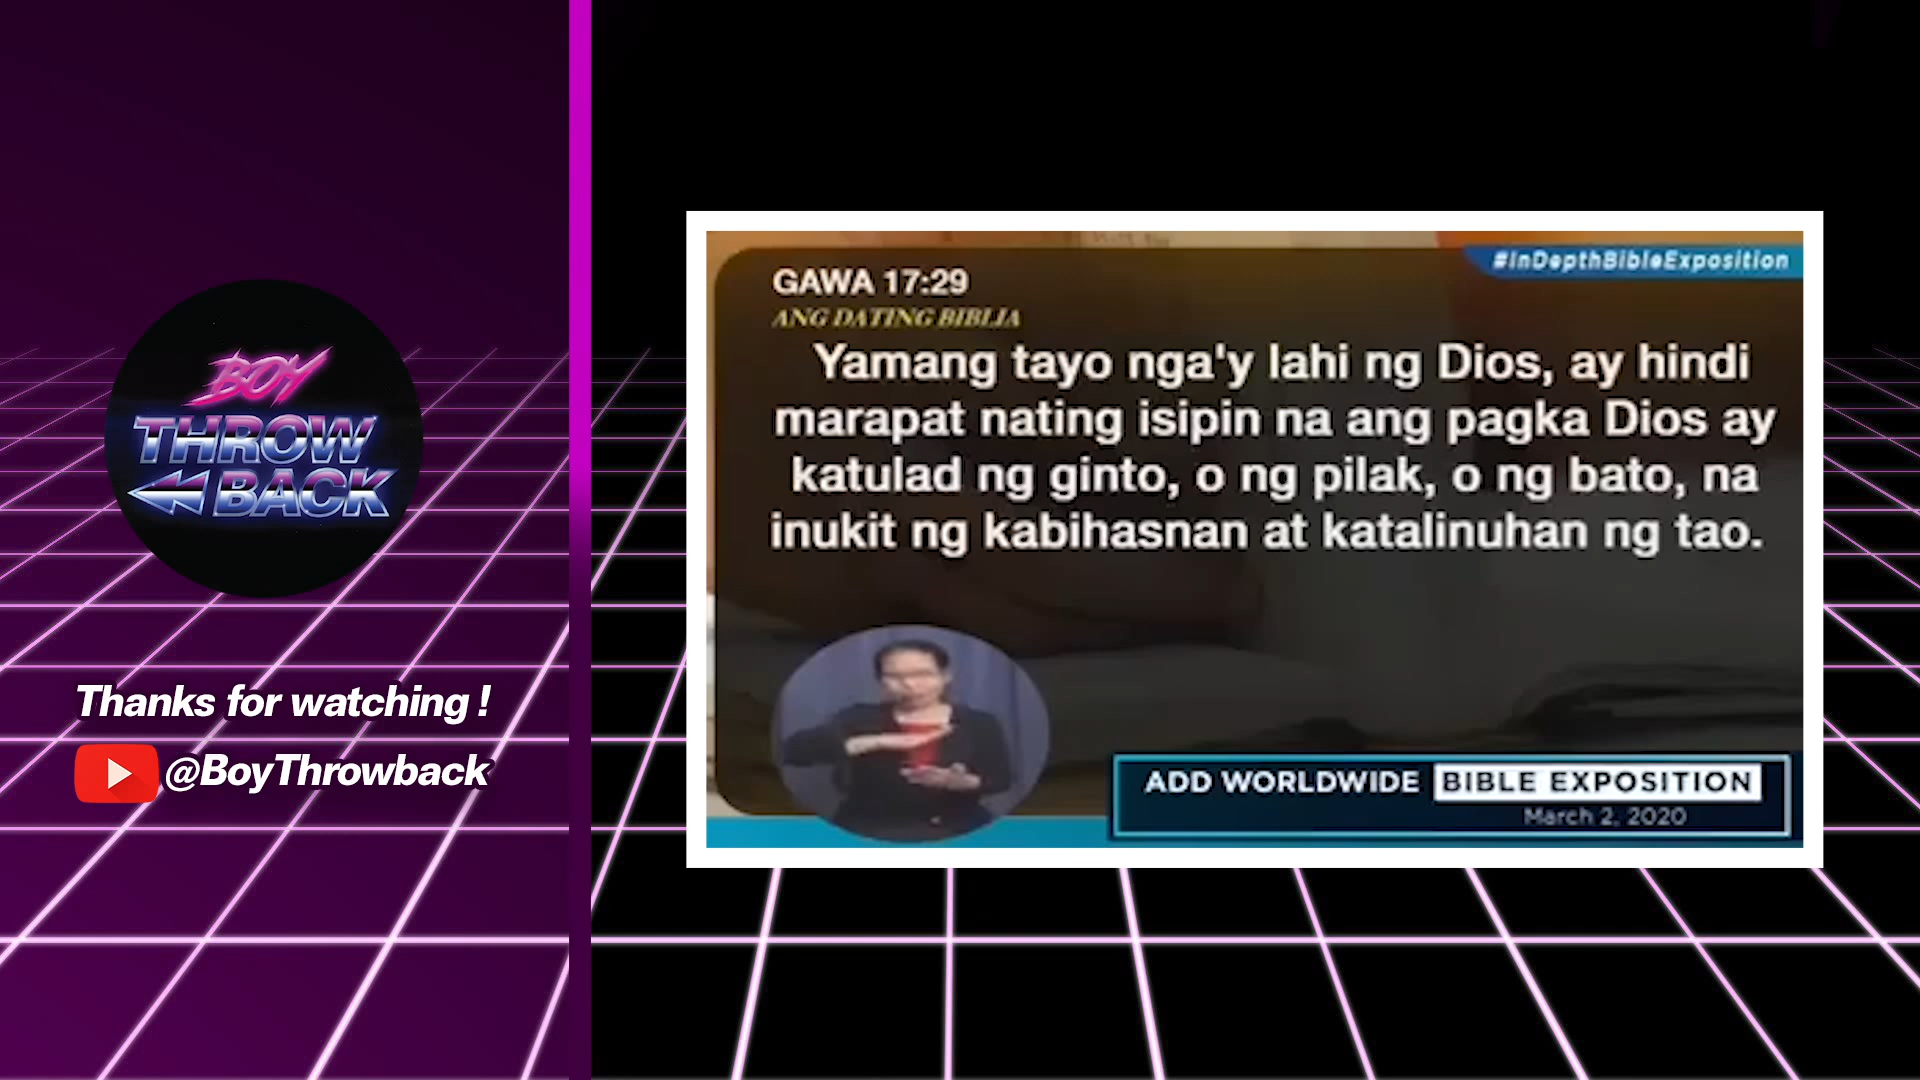 BOY
THROW
BACK
Thanks for watching !
@BoyThrowback
#InDepthBibleExposition
GAWA 17:29
ANG DATING BIBLIA
Yamang tayo nga'y lahi ng Dios, ay hindi
marapat nating isipin na ang pagka Dios ay
katulad ng ginto, o ng pilak, o ng bato, na
inukit ng kabihasnan at katalinuhan ng tao.
ADD WORLDWIDE BIBLE EXPOSITION
March 2, 2020